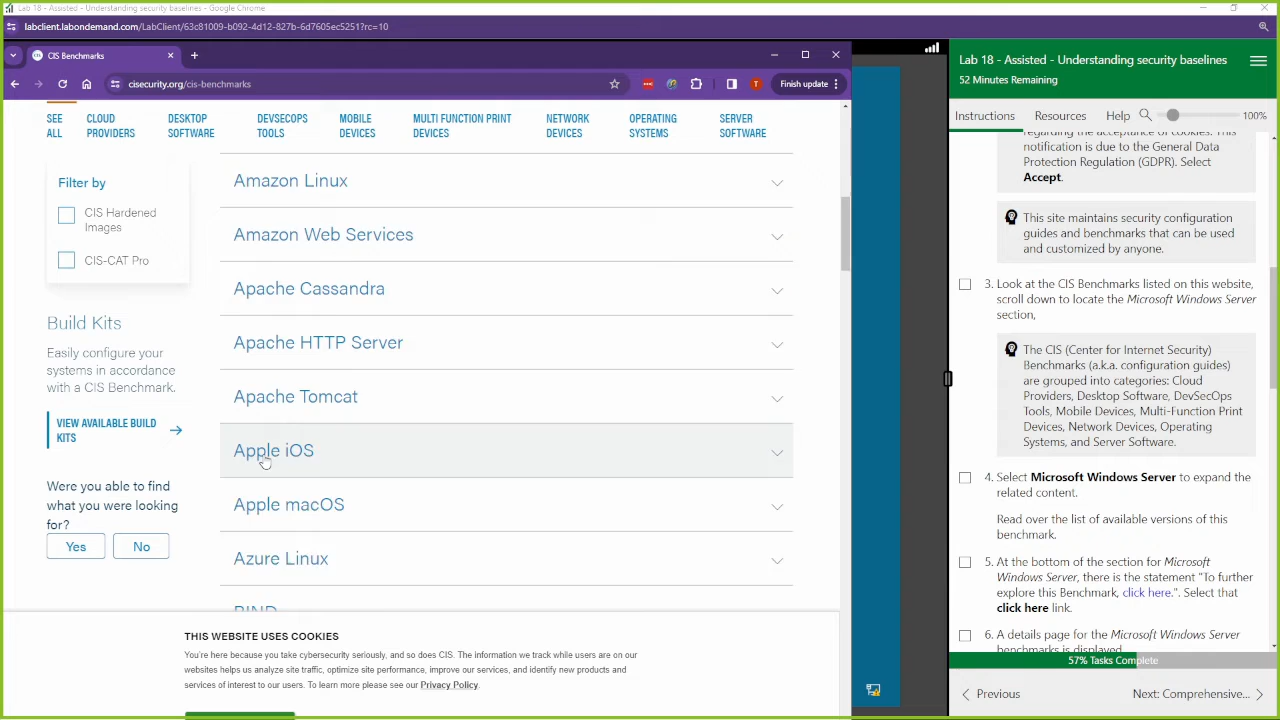 Lab 18 - Assisted - Understanding security baselines - Google Chrome
labclient.labondemand.com/LabClient/63c81009-b092-4d12-827b-6d7605ec5251?rc=10
CIS Benchmarks
cisecurity.org/cis-benchmarks
T
Finish update
SEE ALL
CLOUD PROVIDERS
DESKTOP SOFTWARE
DEVSECOPS TOOLS
MOBILE DEVICES
MULTI FUNCTION PRINT DEVICES
NETWORK DEVICES
OPERATING SYSTEMS
SERVER SOFTWARE
Filter by
CIS Hardened
Images
CIS-CAT Pro
Build Kits
Easily configure your
systems in accordance
with a CIS Benchmark.
VIEW AVAILABLE BUILD
KITS
Were you able to find
what you were looking
for?
Yes
No
Amazon Linux
Amazon Web Services
Apache Cassandra
Apache HTTP Server
Apache Tomcat
Apple iOS
Apple macOS
Azure Linux
BIND
THIS WEBSITE USES COOKIES
You're here because you take cybersecurity seriously, and so does CIS. The information we track while users are on our
websites helps us analyze site traffic, optimize site performance, improve our services, and identify new products and
services of interest to our users. To learn more please see our Privacy Policy.
Lab 18 - Assisted - Understanding security baselines
52 Minutes Remaining
Instructions
Resources
Help
100%
regarding the acceptance of cookies. This
notification is due to the General Data
Protection Regulation (GDPR). Select
Accept.
This site maintains security configuration
guides and benchmarks that can be used
and customized by anyone.
3. Look at the CIS Benchmarks listed on this website,
scroll down to locate the Microsoft Windows Server
section,
The CIS (Center for Internet Security)
Benchmarks (a.k.a. configuration guides)
are grouped into categories: Cloud
Providers, Desktop Software, DevSecOps
Tools, Mobile Devices, Multi-Function Print
Devices, Network Devices, Operating
Systems, and Server Software.
4. Select Microsoft Windows Server to expand the
related content.
Read over the list of available versions of this
benchmark.
5. At the bottom of the section for Microsoft
Windows Server, there is the statement "To further
explore this Benchmark, click here.". Select that
click here link.
6. A details page for the Microsoft Windows Server
benchmarks is displayed.
57% Tasks Complete
Previous
Next: Comprehensive...